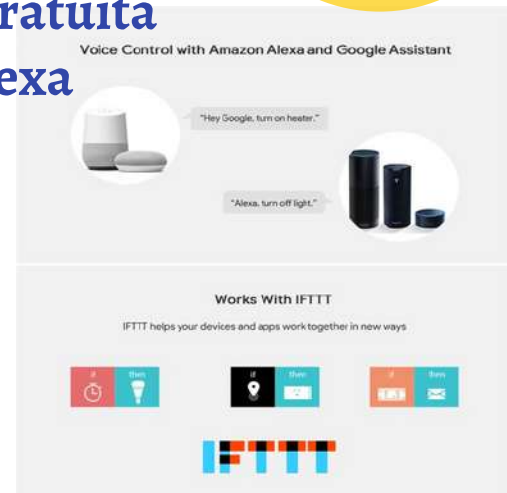 ratuita
exa
Voice Control with Amazon Alexa and Google Assistant
"Hey Google, turn on heater."
"Alexa, turn off light."
Works With IFTTT
IFTTT helps your devices and apps work together in new ways
if then
if then
if then
IFTTT